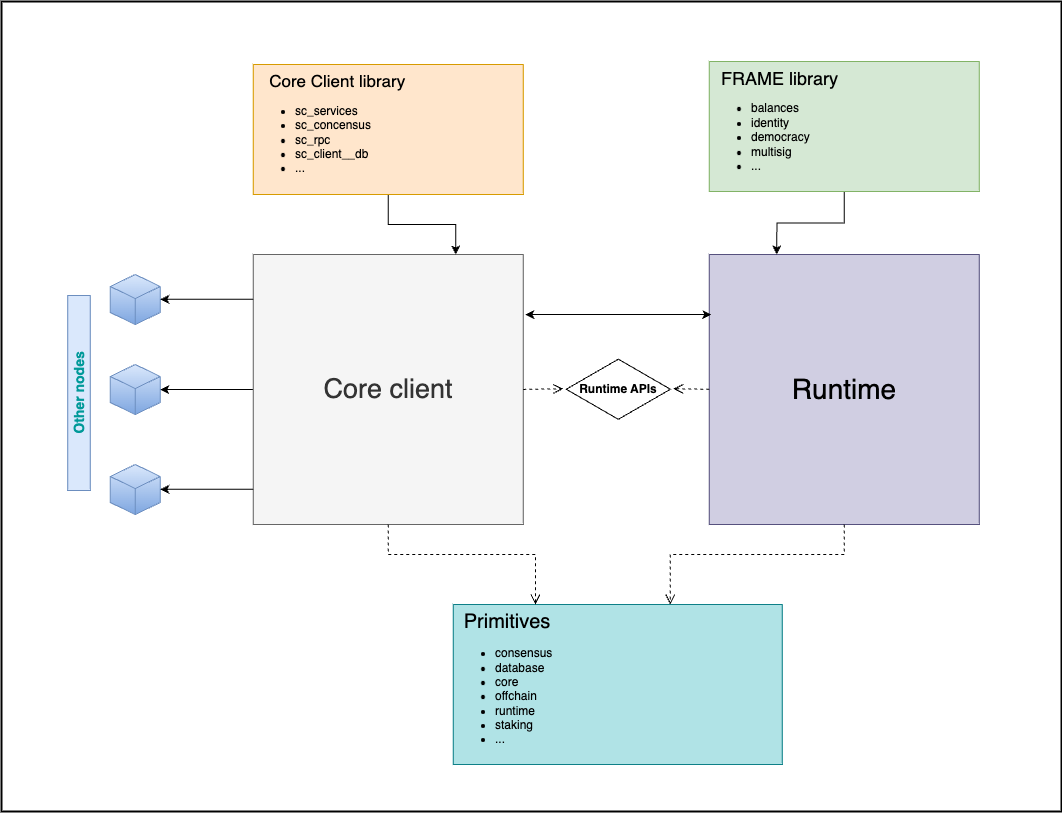 Core Client library
• sc_services
• sc_concensus
• sc_rpc
• sc_client__db
• ...
FRAME library
• balances
• identity
• democracy
• multisig
• ...
Other nodes
Core client
Runtime APIs
Runtime
Primitives
• consensus
• database
• core
• offchain
• runtime
• staking
• ...